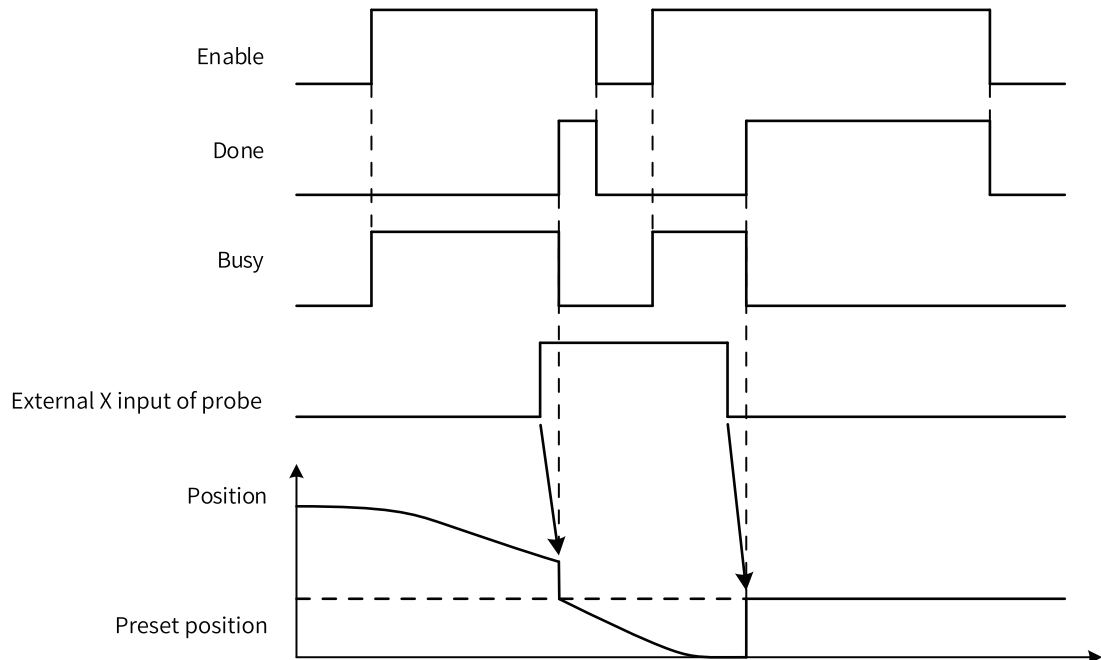 Enable
Done
Busy
External X input of probe
Position
Preset position